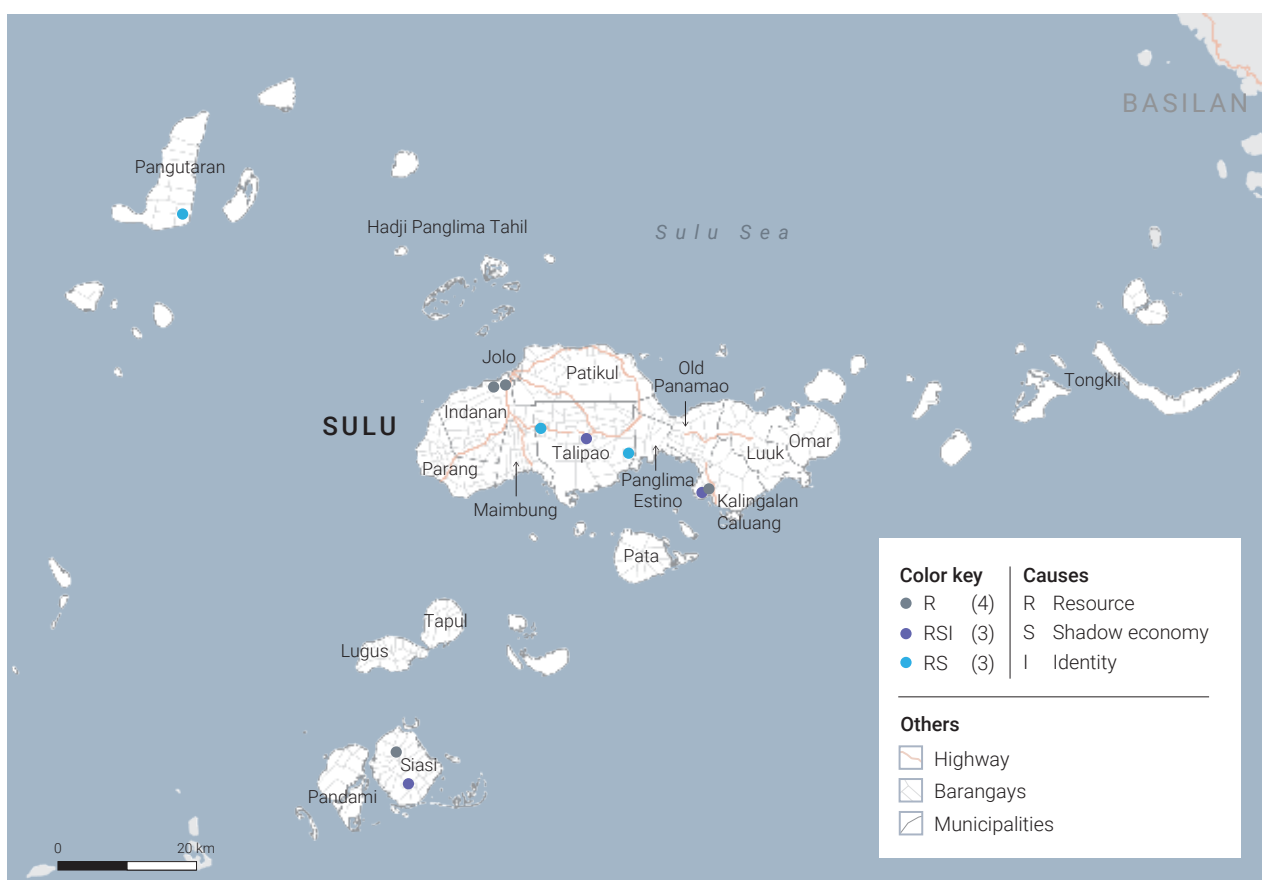 BASILAN
Pangutaran
Hadji Panglima Tahil
Sulu Sea
Jolo
Patikul
Old
Panamao
Tongkil
Indanan
SULU
Omar
Talipao
Luuk
Parang
Panglima
Estino
Maimbung
Kalingalan
Caluang
Pata
Tapul
Lugus
Siasi
Pandami
0 20 km
Color key
R (4)
RSI (3)
RS (3)
Causes
R Resource
S Shadow economy
I Identity
Others
Highway
Barangays
Municipalities